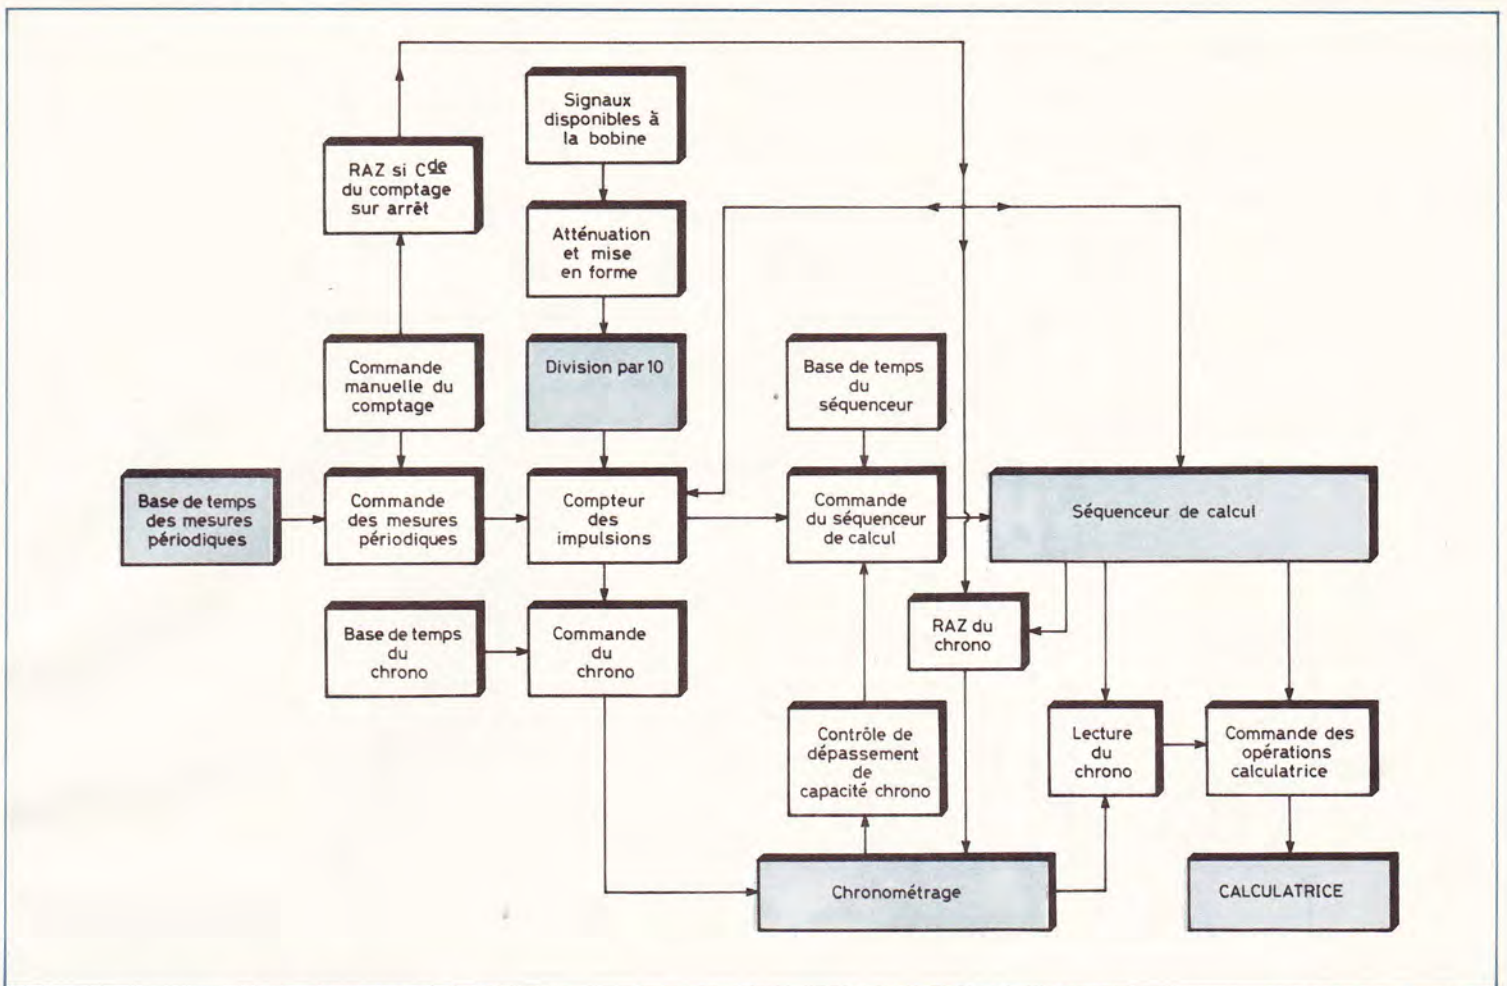 Signaux
disponibles à
la bobine
RAZ si Cde
du comptage
sur arrêt
Atténuation
et mise
en forme
Commande
manuelle du
comptage
Division par 10
Base de temps
du
séquenceur
Base de temps
des mesures
périodiques
Commande
des mesures
périodiques
Compteur
des
impulsions
Commande
du séquenceur
de calcul
Séquenceur de calcul
Base de temps
du
chrono
Commande
du
chrono
RAZ du
chrono
Contrôle de
dépassement
de
capacité chrono
Lecture
du
chrono
Commande des
opérations
calculatrice
Chronométrage
CALCULATRICE